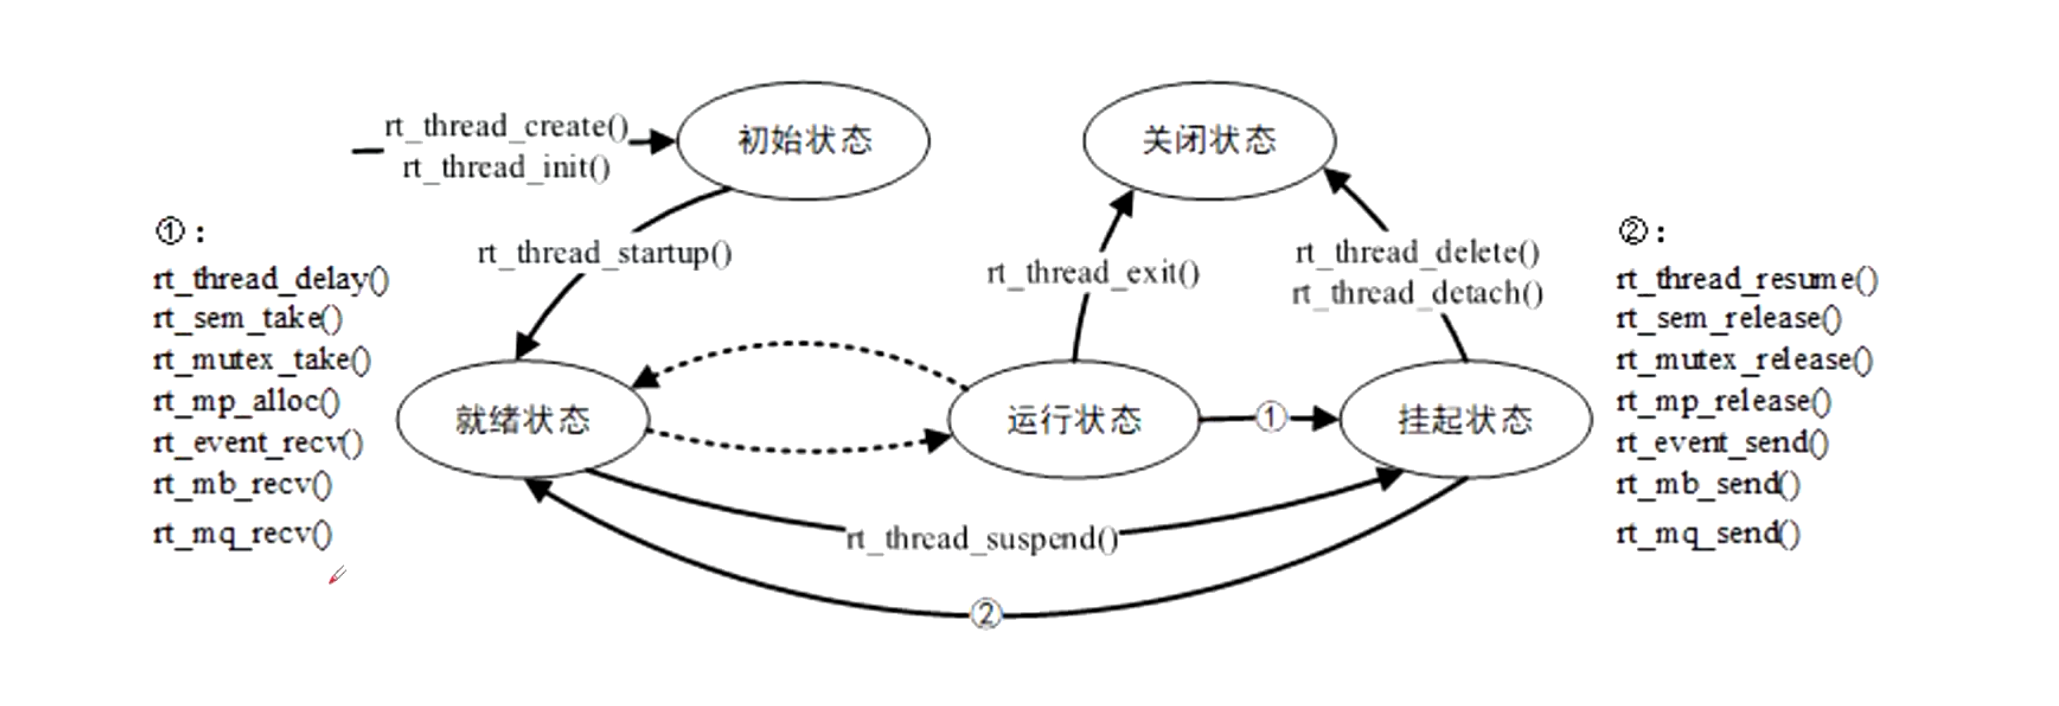 rt_thread_create()
rt_thread_init()
初始状态
关闭状态
rt_thread_startup()
rt_thread_exit()
rt_thread_delete()
rt_thread_detach()
①：
rt_thread_delay()
rt_sem_take()
rt_mutex_take()
rt_mp_alloc()
rt_event_recv()
rt_mb_recv()
rt_mq_recv()
就绪状态
运行状态
①
挂起状态
rt_thread_suspend()
②
②：
rt_thread_resume()
rt_sem_release()
rt_mutex_release()
rt_mp_release()
rt_event_send()
rt_mb_send()
rt_mq_send()